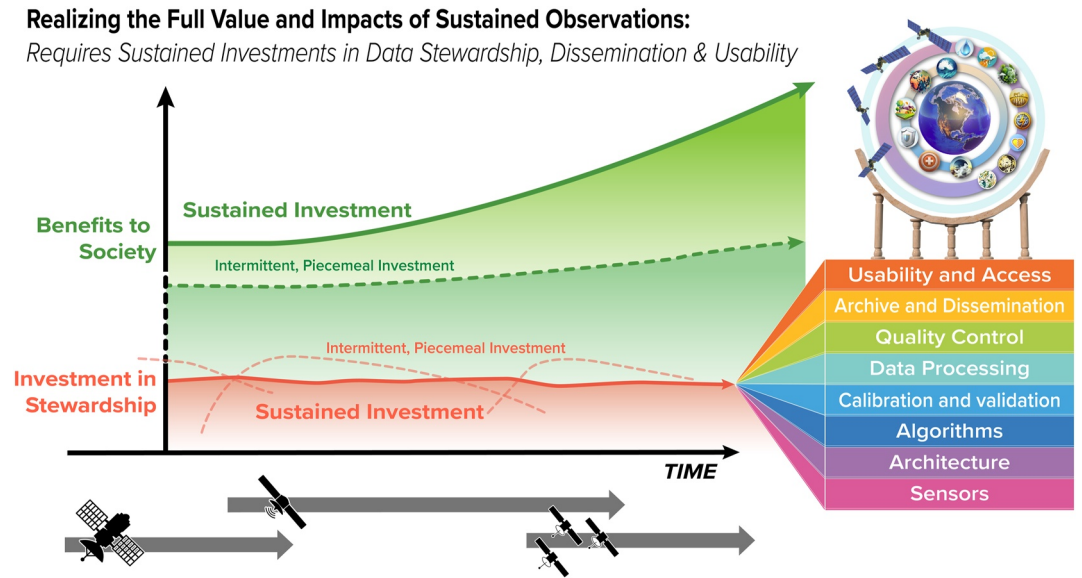 Realizing the Full Value and Impacts of Sustained Observations:
Requires Sustained Investments in Data Stewardship, Dissemination & Usability
Benefits to
Society
Sustained Investment
Intermittent, Piecemeal Investment
Investment in
Stewardship
Intermittent, Piecemeal Investment
Sustained Investment
TIME
Usability and Access
Archive and Dissemination
Quality Control
Data Processing
Calibration and validation
Algorithms
Architecture
Sensors